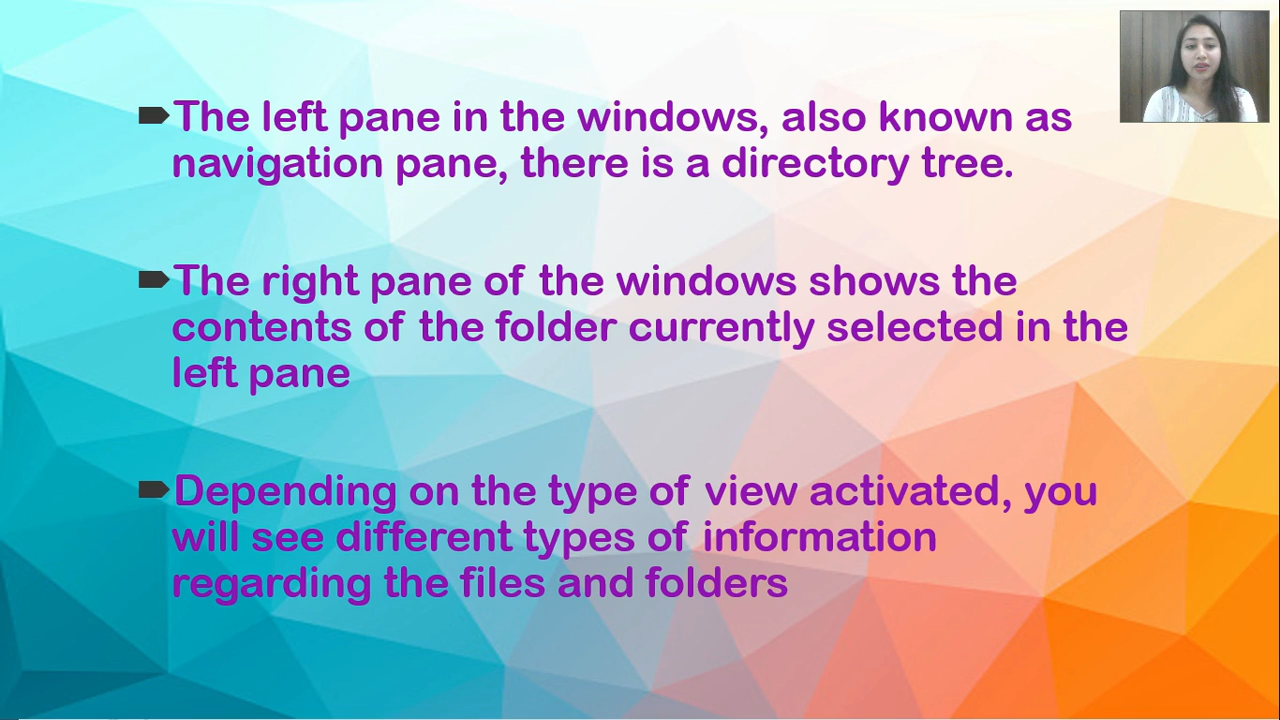 The left pane in the windows, also known as
navigation pane, there is a directory tree.
The right pane of the windows shows the
contents of the folder currently selected in the
left pane
Depending on the type of view activated, you
will see different types of information
regarding the files and folders